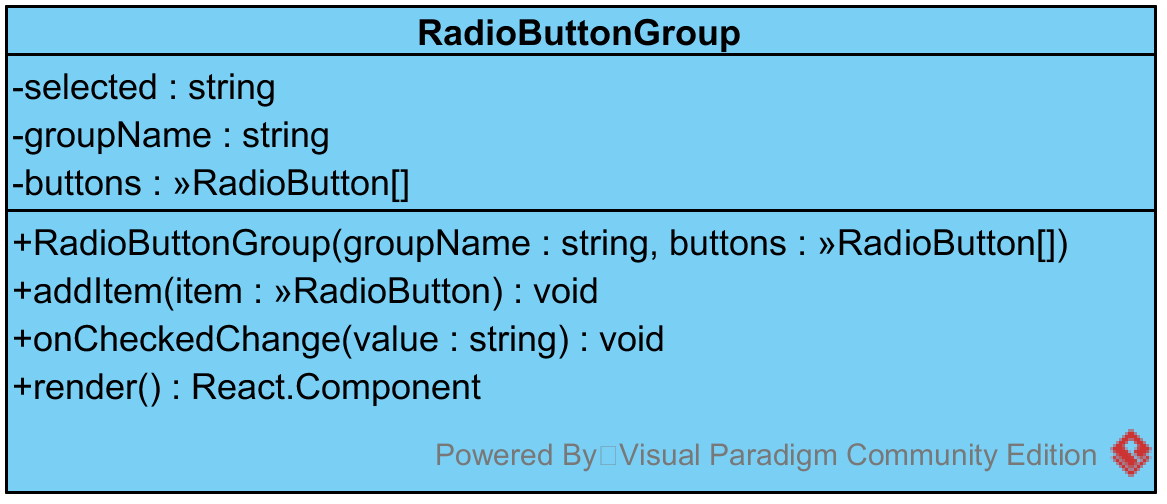 RadioButtonGroup
-selected : string
-groupName : string
-buttons : »RadioButton[]
+RadioButtonGroup(groupName : string, buttons : »RadioButton[])
+addItem(item : »RadioButton) : void
+onCheckedChange(value : string) : void
+render() : React.Component
Powered By□Visual Paradigm Community Edition